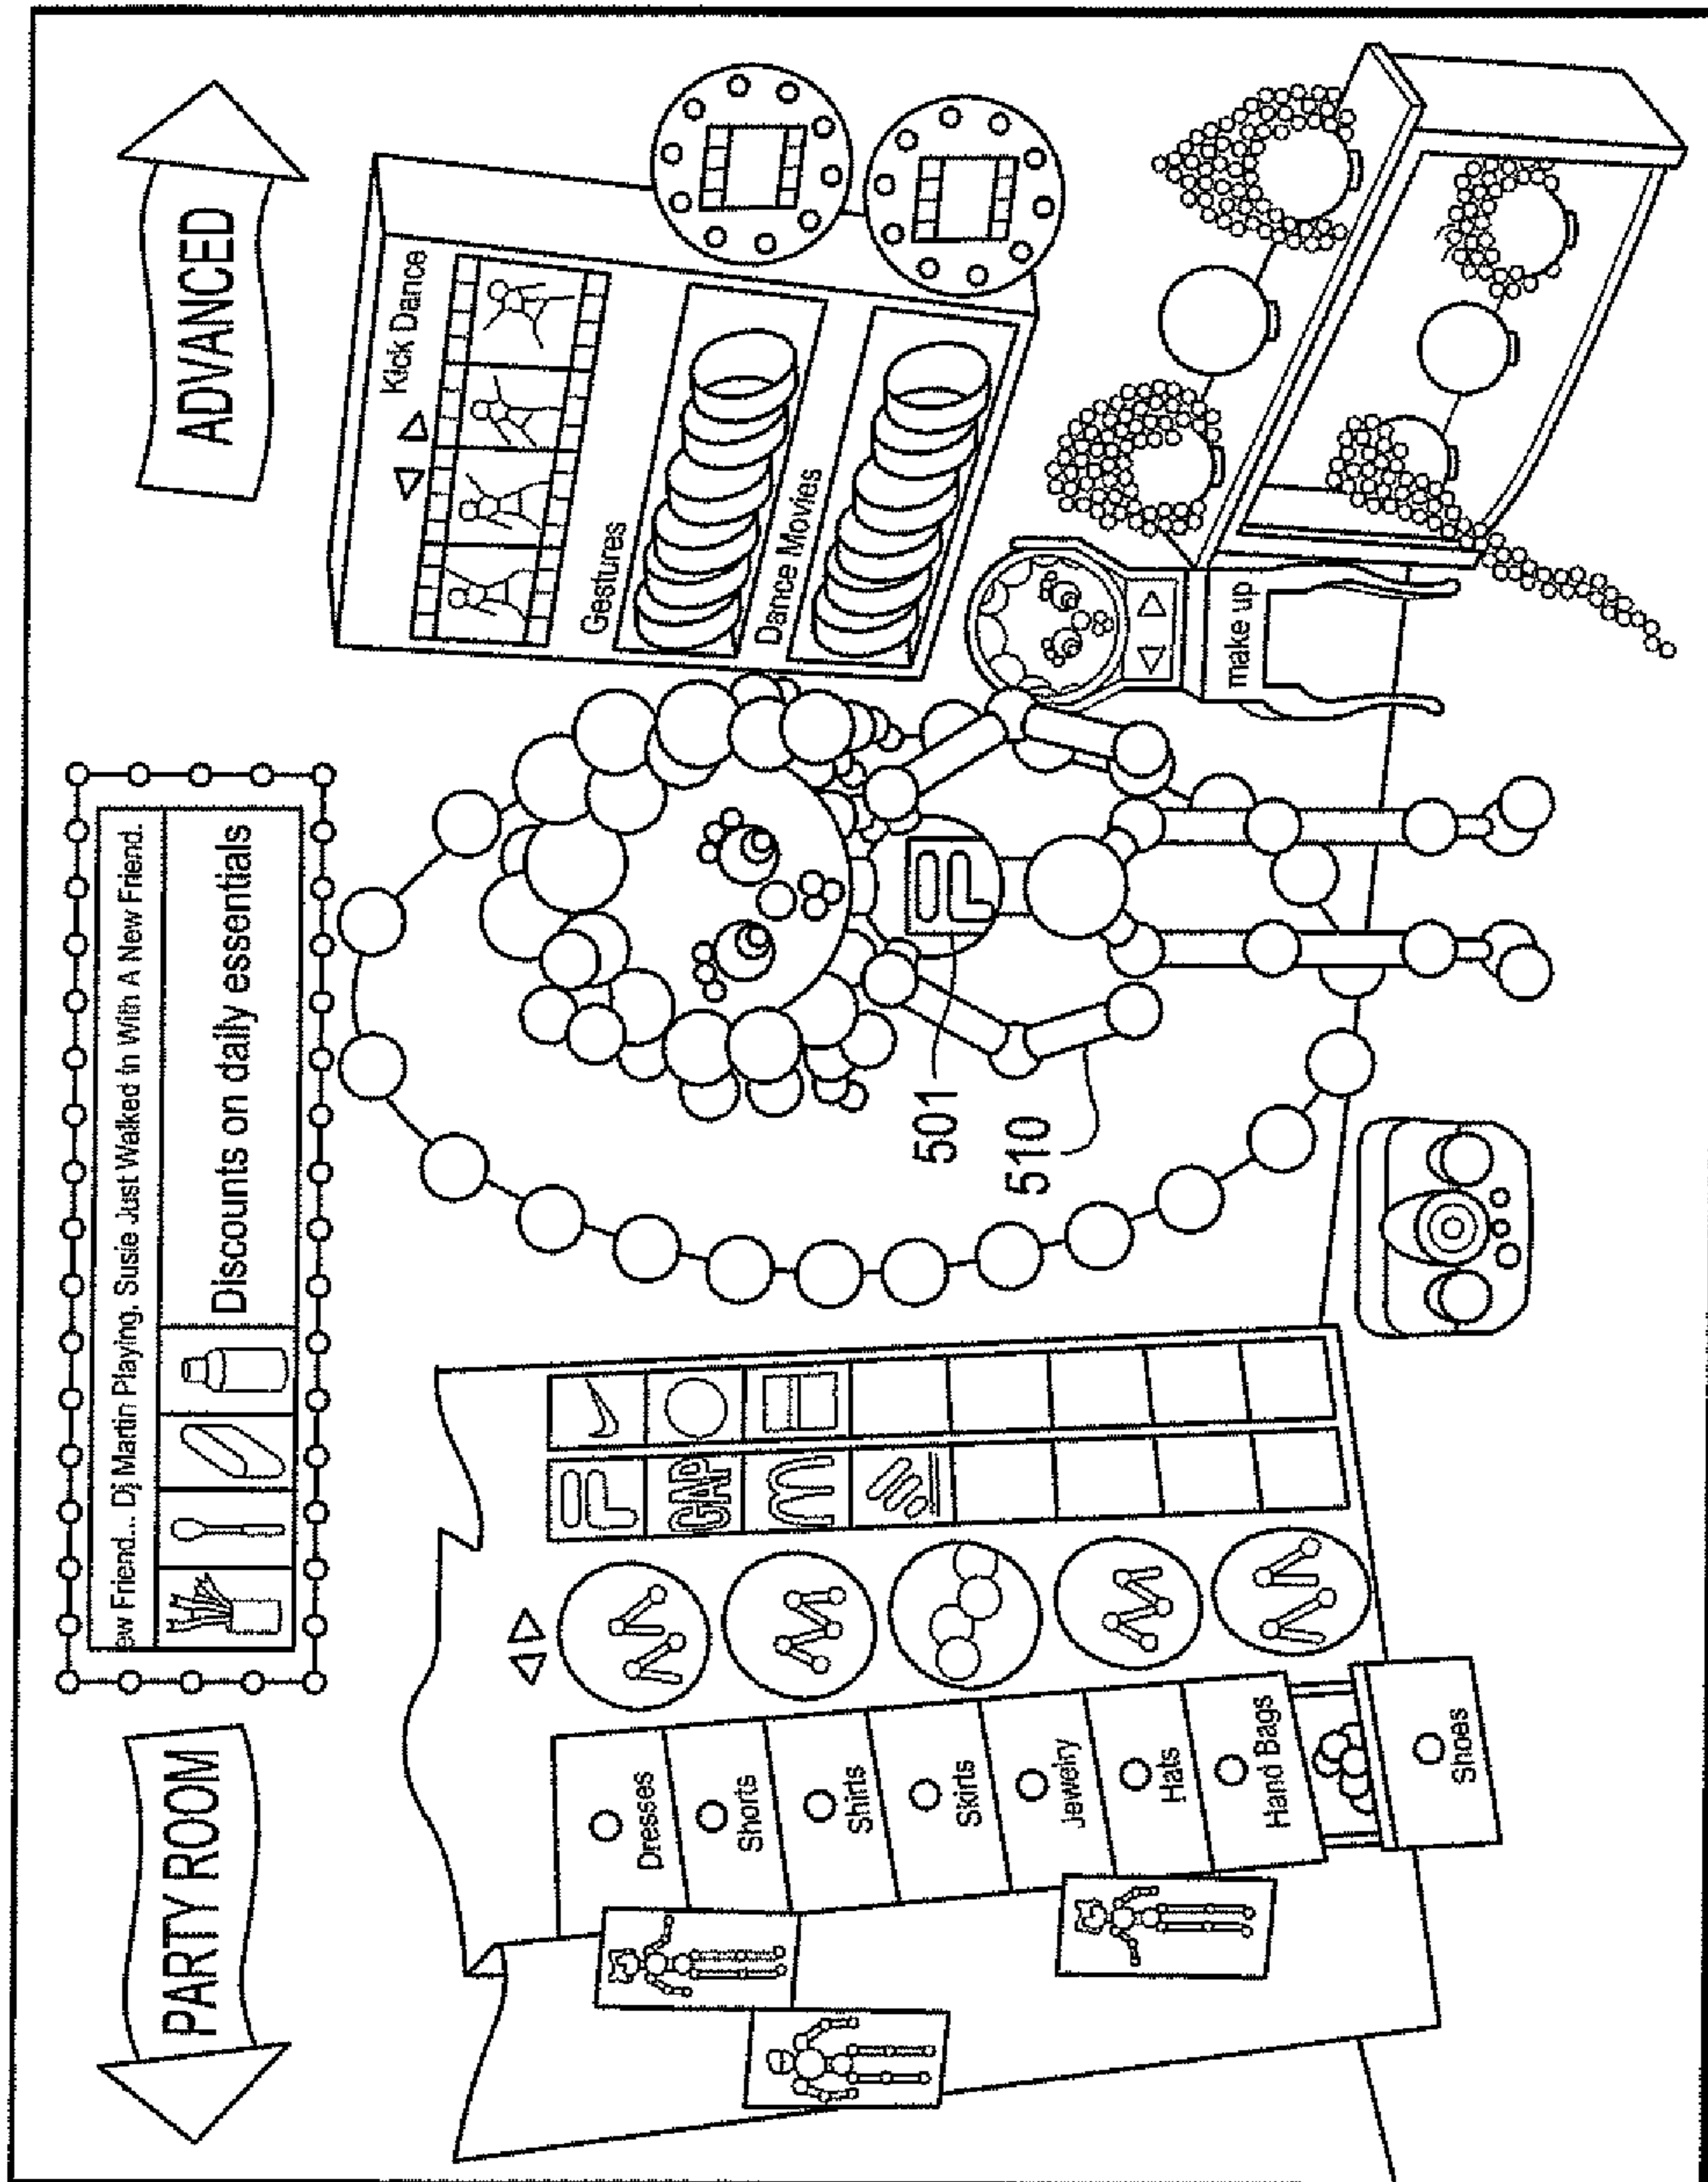 PARTY ROOM
ew Friend... Dj Martin Playing. Susie Just Walked In With A New Friend.
Discounts on daily essentials
ADVANCED
Dresses
Shorts
Shirts
Skirts
Jewelry
Hats
Hand Bags
Shoes
GAP
501
510
Kick Dance
Gestures
Dance Movies
make up